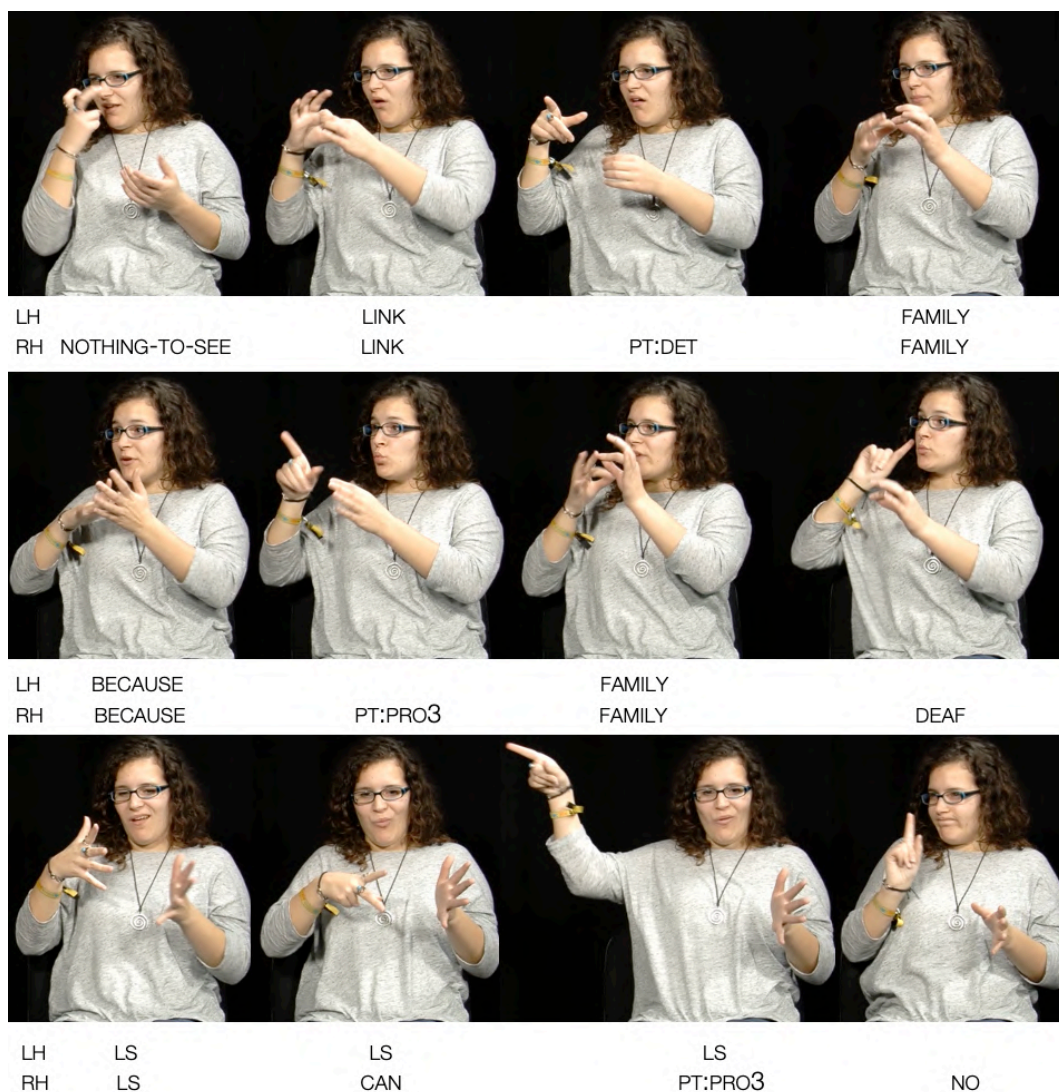 LH LINK FAMILY
RH NOTHING-TO-SEE LINK PT:DET FAMILY
LH BECAUSE FAMILY
RH BECAUSE PT:PRO3 FAMILY DEAF
LH LS LS LS
RH LS CAN PT:PRO3 NO